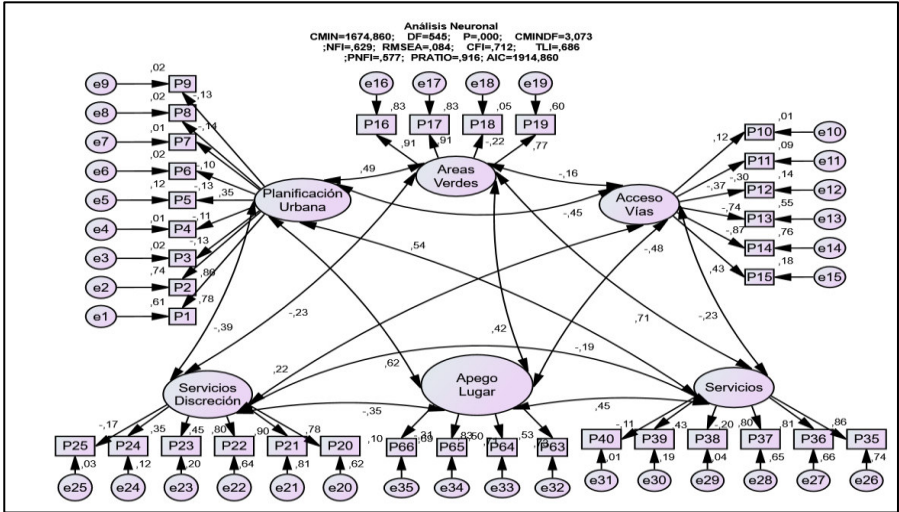 Análisis Neuronal
CMIN=1674,860; DF=545; P=,000; CMINDF=3,073
;NFI=,629; RMSEA=,084; CFI=,712; TLI=,686
;PNFI=,577; PRATIO=,916; AIC=1914,860
e9 ,02 P9 -,13
e8 ,02 P8 -,14
e7 ,01 P7
e6 ,02 P6 -,10
e5 ,12 P5 -,13 ,35
e4 ,01 P4 -,11
e3 ,02 P3 -,13
e2 ,74 P2 ,86
e1 ,61 P1 ,78
Planificación
Urbana
e16 e17 e18 e19
,83 ,83 ,05 ,60
P16 P17 P18 P19
,91 ,91 -,22 ,77
Areas
Verdes
,49 -,16
-,45
Acceso
Vías
,12 P10 ,01 e10
P11 ,09 e11
-,30 P12 ,14 e12
-,37
-,74 P13 ,55 e13
-,87 P14 ,76 e14
,43 P15 ,18 e15
,54 -,48
-,39 -,23 ,42 ,71 -,23
,22 ,62 -,19
-,35 ,45
Servicios
Discreción
Apego
Lugar
Servicios
-,17 ,35 ,45 ,80 ,90 ,78
P25 P24 P23 P22 P21 P20
,03 ,12 ,20 ,64 ,81 ,62
e25 e24 e23 e22 e21 e20
,10 ,31 ,83 ,50 ,53
P66 P65 P64 P63
e35 e34 e33 e32
-,11 ,43 -,20 ,80 ,81 ,86
P40 P39 P38 P37 P36 P35
,01 ,19 ,04 ,65 ,66 ,74
e31 e30 e29 e28 e27 e26